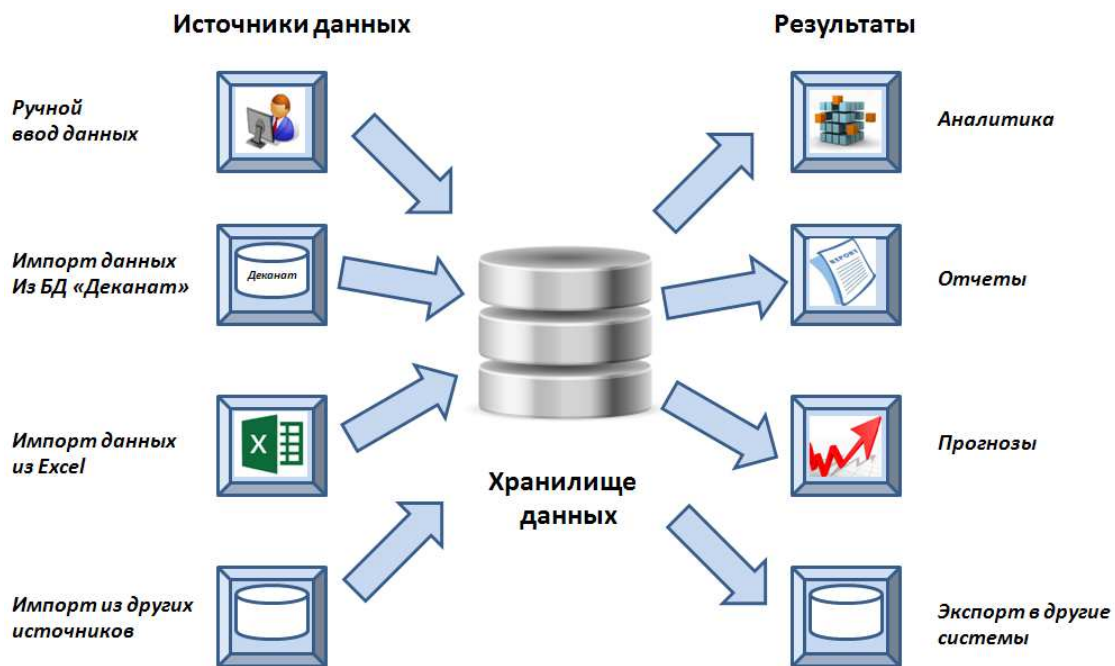 Источники данных
Результаты
Ручной
ввод данных
Аналитика
Импорт данных
Из БД «Деканат»
Деканат
REPORT
Отчеты
Импорт данных
из Excel
X
Прогнозы
Хранилище
данных
Импорт из других
источников
Экспорт в другие
системы